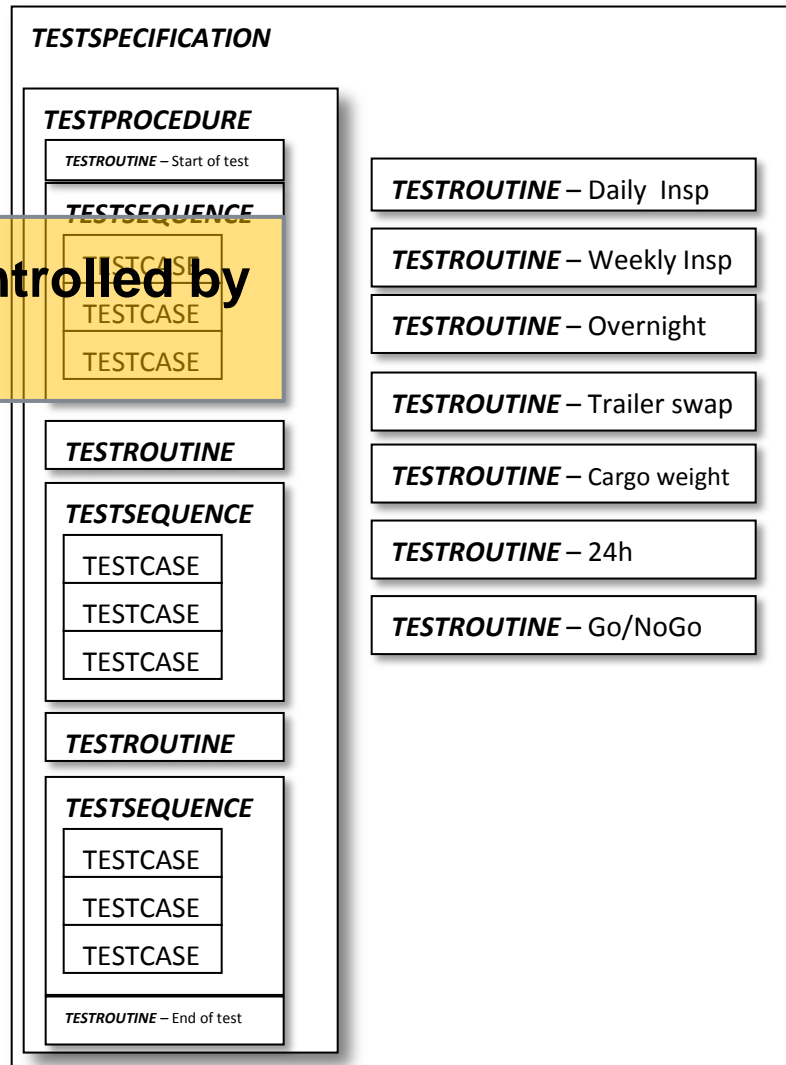 TESTSPECIFICATION
TESTPROCEDURE
TESTROUTINE – Start of test
TESTSEQUENCE
TESTCASE
TESTCASE
TESTCASE
TESTROUTINE
TESTSEQUENCE
TESTCASE
TESTCASE
TESTCASE
TESTROUTINE
TESTSEQUENCE
TESTCASE
TESTCASE
TESTCASE
TESTROUTINE – End of test
TESTROUTINE – Daily Insp
TESTROUTINE – Weekly Insp
TESTROUTINE – Overnight
TESTROUTINE – Trailer swap
TESTROUTINE – Cargo weight
TESTROUTINE – 24h
TESTROUTINE – Go/NoGo
by